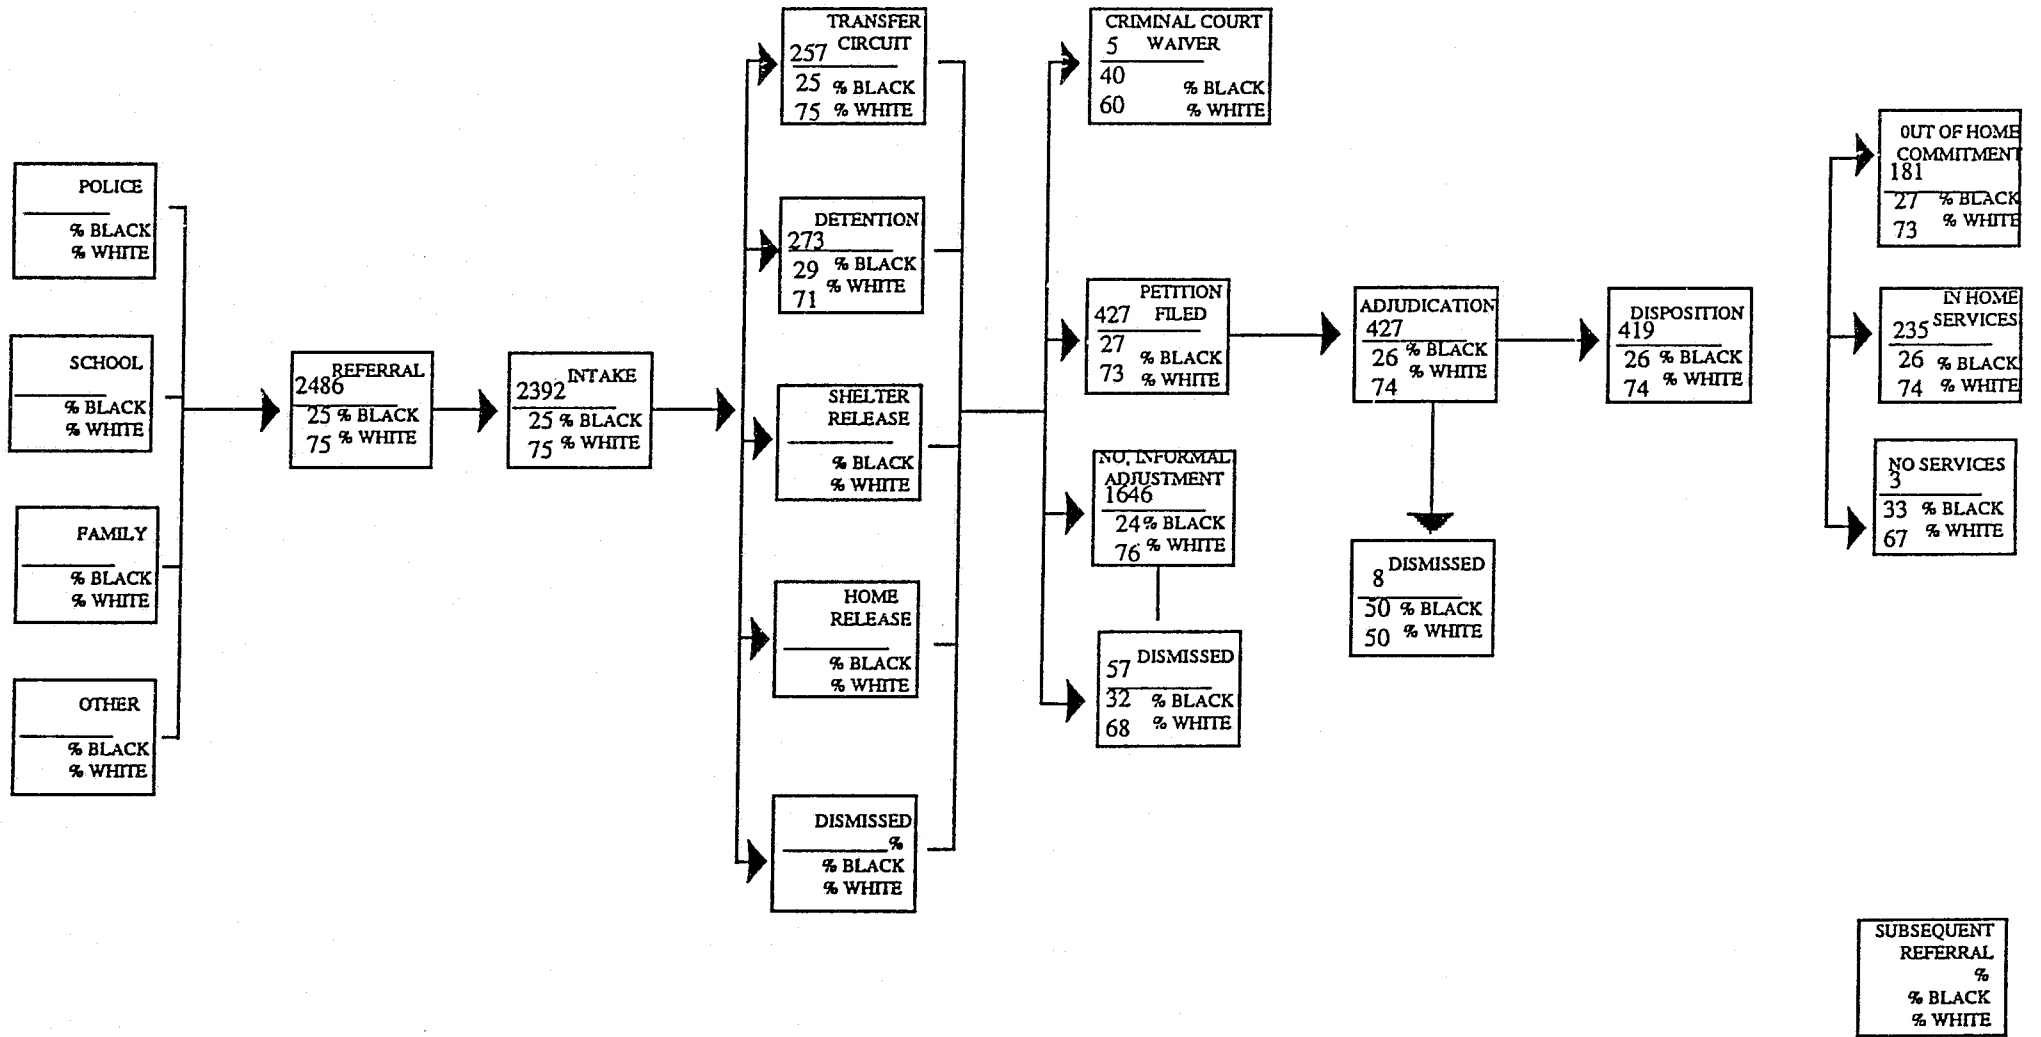 POLICE
% BLACK
% WHITE
SCHOOL
% BLACK
% WHITE
FAMILY
% BLACK
% WHITE
OTHER
% BLACK
% WHITE
REFERRAL
2486
25 % BLACK
75 % WHITE
INTAKE
2392
25 % BLACK
75 % WHITE
TRANSFER
CIRCUIT
257
25 % BLACK
75 % WHITE
DETENTION
273
29 % BLACK
71 % WHITE
SHELTER
RELEASE
% BLACK
% WHITE
HOME
RELEASE
% BLACK
% WHITE
DISMISSED
%
% BLACK
% WHITE
CRIMINAL COURT
5 WAIVER
40 % BLACK
60 % WHITE
PETITION
427 FILED
27 % BLACK
73 % WHITE
NO, INFORMAL
ADJUSTMENT
1646
24 % BLACK
76 % WHITE
57 DISMISSED
32 % BLACK
68 % WHITE
ADJUDICATION
427
26 % BLACK
74 % WHITE
8 DISMISSED
50 % BLACK
50 % WHITE
DISPOSITION
419
26 % BLACK
74 % WHITE
OUT OF HOME
COMMITMENT
181
27 % BLACK
73 % WHITE
IN HOME
235 SERVICES
26 % BLACK
74 % WHITE
NO SERVICES
3
33 % BLACK
67 % WHITE
SUBSEQUENT
REFERRAL
%
% BLACK
% WHITE